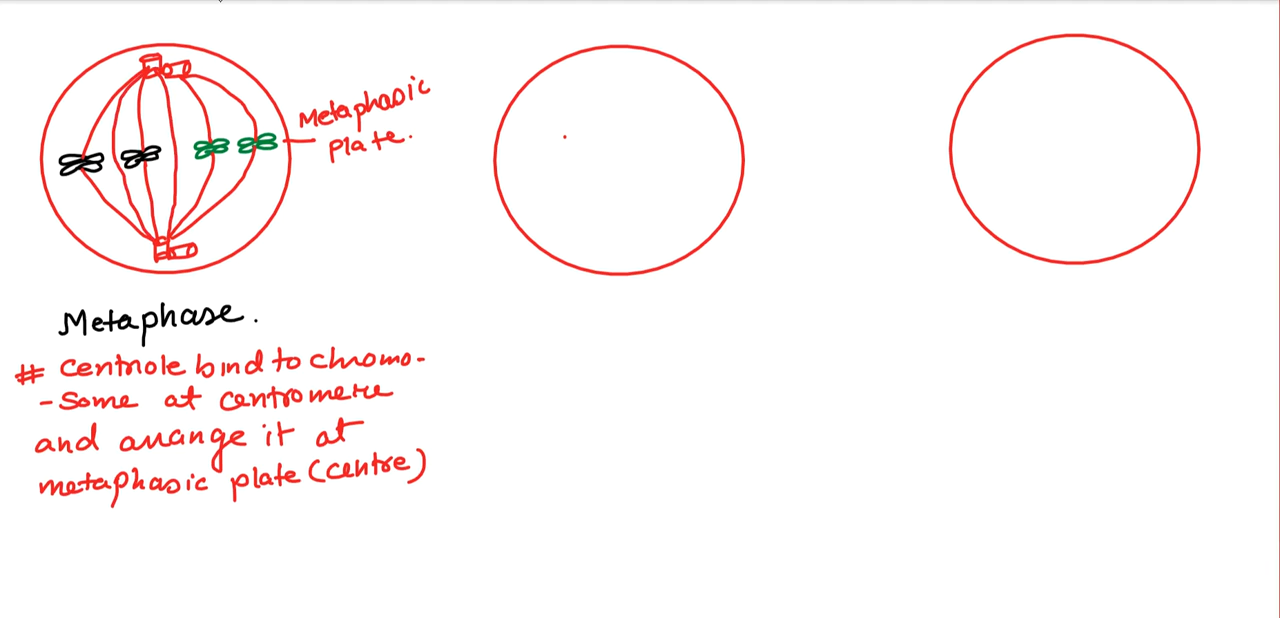 Metaphasic
plate.
Metaphase.
# Centriole bind to chromo-
- Some at centromere
and arrange it at
metaphasic plate (centre)